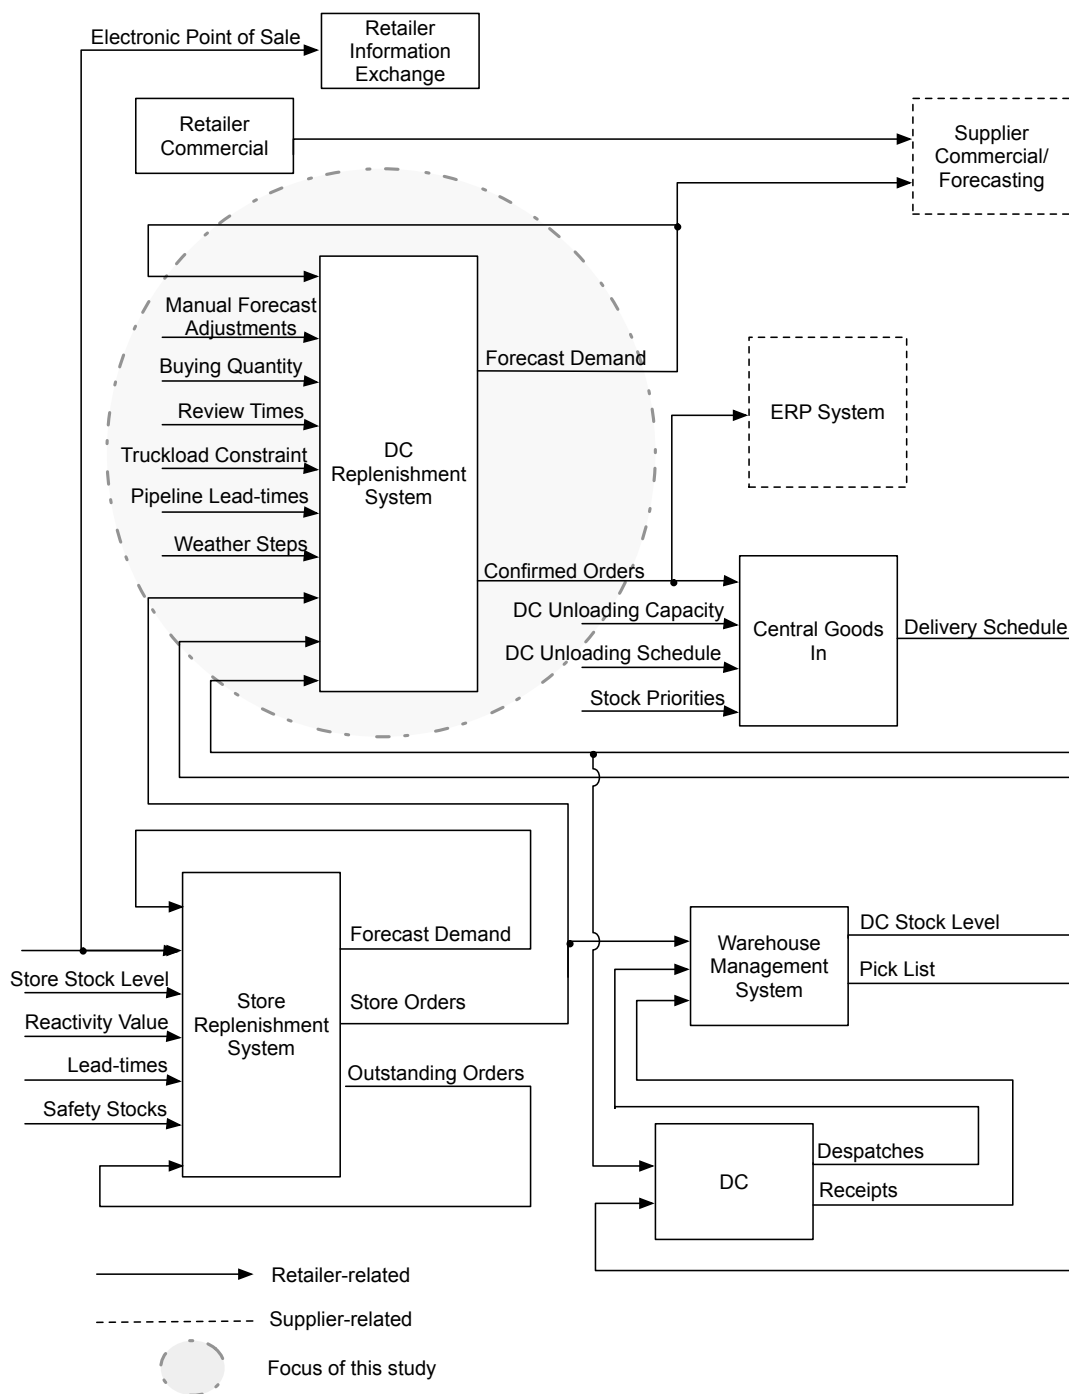 Electronic Point of Sale
Retailer
Information
Exchange
Retailer
Commercial
Supplier
Commercial/
Forecasting
Manual Forecast
Adjustments
Buying Quantity
Review Times
Truckload Constraint
Pipeline Lead-times
Weather Steps
DC
Replenishment
System
Forecast Demand
ERP System
Confirmed Orders
DC Unloading Capacity
DC Unloading Schedule
Stock Priorities
Central Goods
In
Delivery Schedule
Store Stock Level
Reactivity Value
Lead-times
Safety Stocks
Store
Replenishment
System
Forecast Demand
Store Orders
Outstanding Orders
Warehouse
Management
System
DC Stock Level
Pick List
DC
Despatches
Receipts
Retailer-related
Supplier-related
Focus of this study